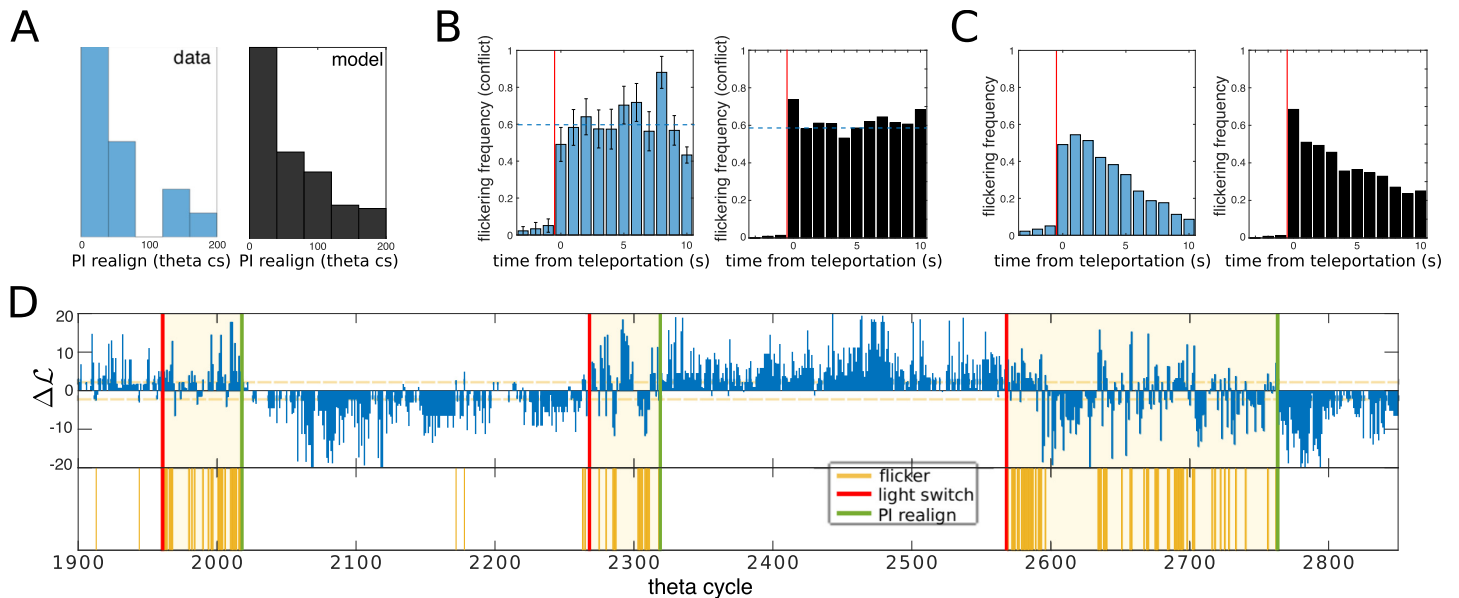 A
data
0
100
200
PI realign (theta cs)
model
0
100
200
PI realign (theta cs)
B
flickering frequency (conflict)
1
0.8
0.6
0.4
0.2
0
0
5
10
time from teleportation (s)
flickering frequency (conflict)
1
0.8
0.6
0.4
0.2
0
0
5
10
time from teleportation (s)
C
flickering frequency
1
0.8
0.6
0.4
0.2
0
0
5
10
time from teleportation (s)
flickering frequency
1
0.8
0.6
0.4
0.2
0
0
5
10
time from teleportation (s)
D
Δℒ
20
10
0
-10
-20
flicker
light switch
PI realign
1900
2000
2100
2200
2300
2400
2500
2600
2700
2800
theta cycle